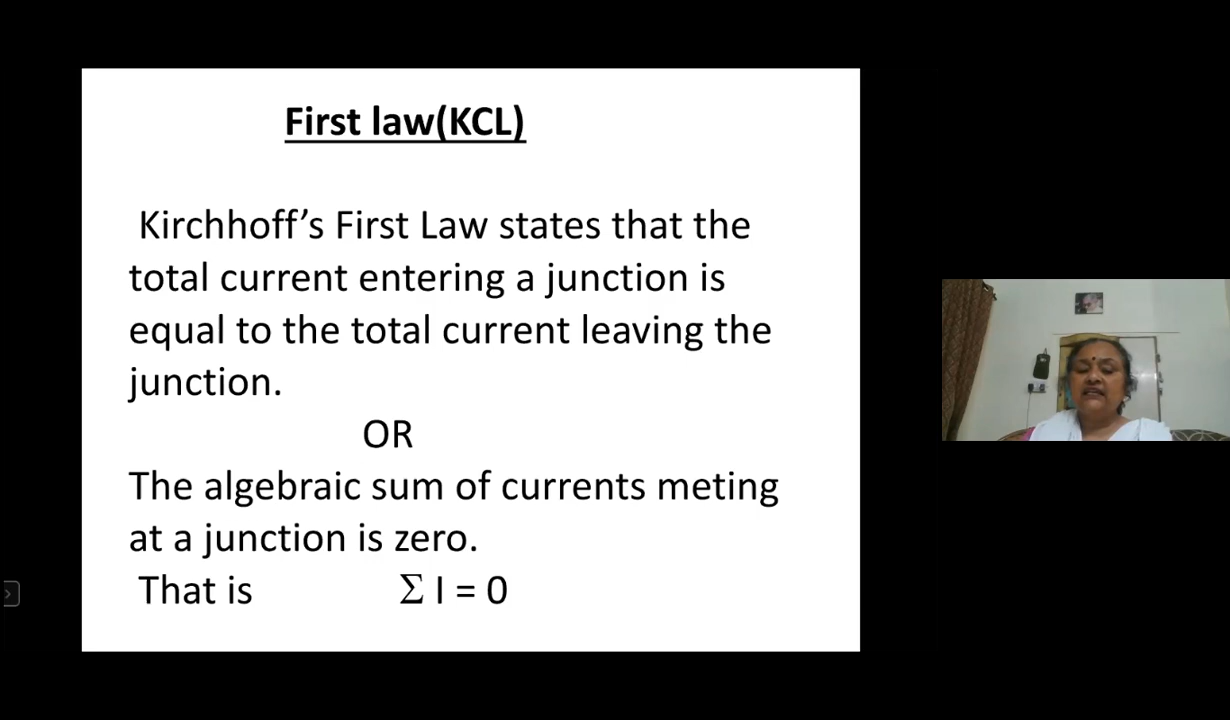 First law(KCL)
Kirchhoff’s First Law states that the
total current entering a junction is
equal to the total current leaving the
junction.
OR
The algebraic sum of currents meting
at a junction is zero.
That is Σ I = 0